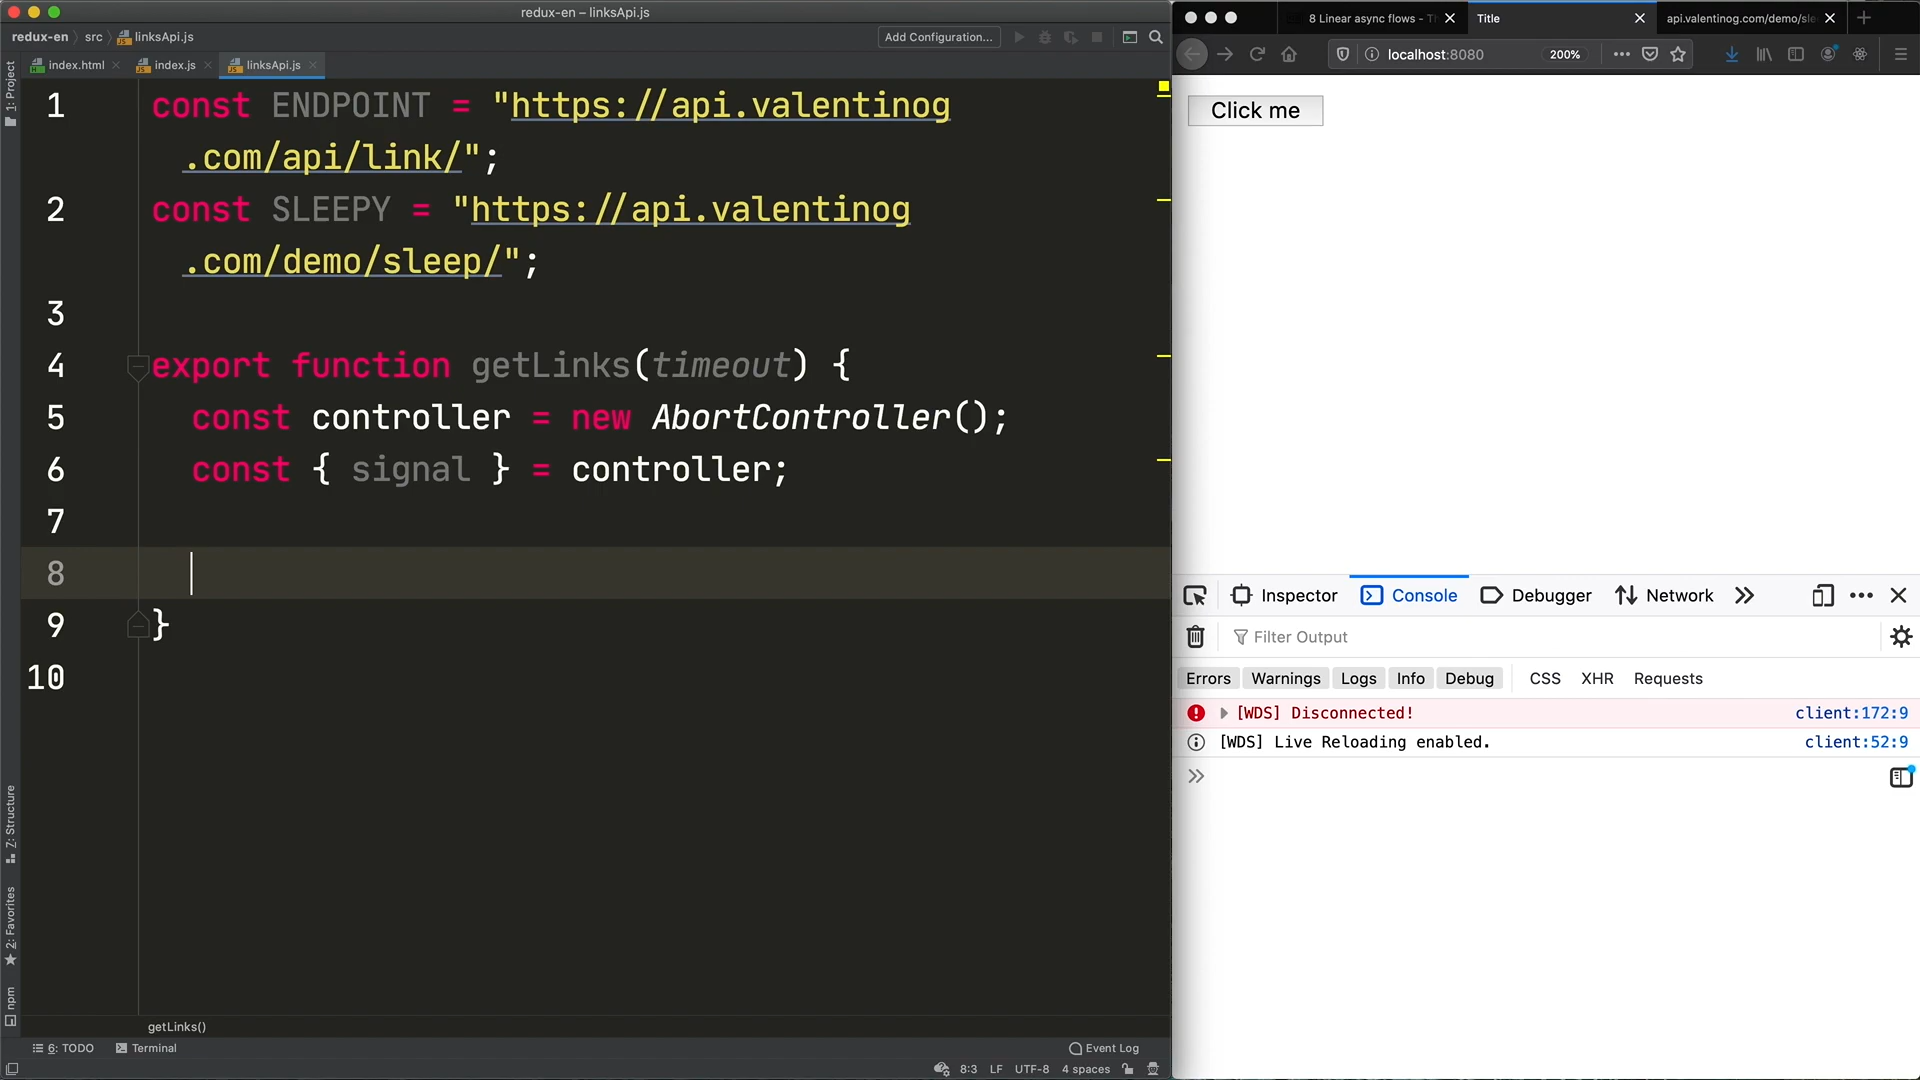 redux-en – linksApi.js
redux-en
src
linksApi.js
Add Configuration...
index.html
index.js
linksApi.js
1: Project
Z: Structure
2: Favorites
npm
1 const ENDPOINT = "https://api.valentinog
.com/api/link/";
2 const SLEEPY = "https://api.valentinog
.com/demo/sleep/";
3
4 export function getLinks(timeout) {
5 const controller = new AbortController();
6 const { signal } = controller;
7
8
9 }
10
getLinks()
6: TODO
Terminal
Event Log
8:3 LF UTF-8 4 spaces
8 Linear async flows - T
Title
api.valentinog.com/demo/sle
localhost:8080
200%
Click me
Inspector
Console
Debugger
Network
Filter Output
Errors Warnings Logs Info Debug CSS XHR Requests
[WDS] Disconnected! client:172:9
[WDS] Live Reloading enabled. client:52:9